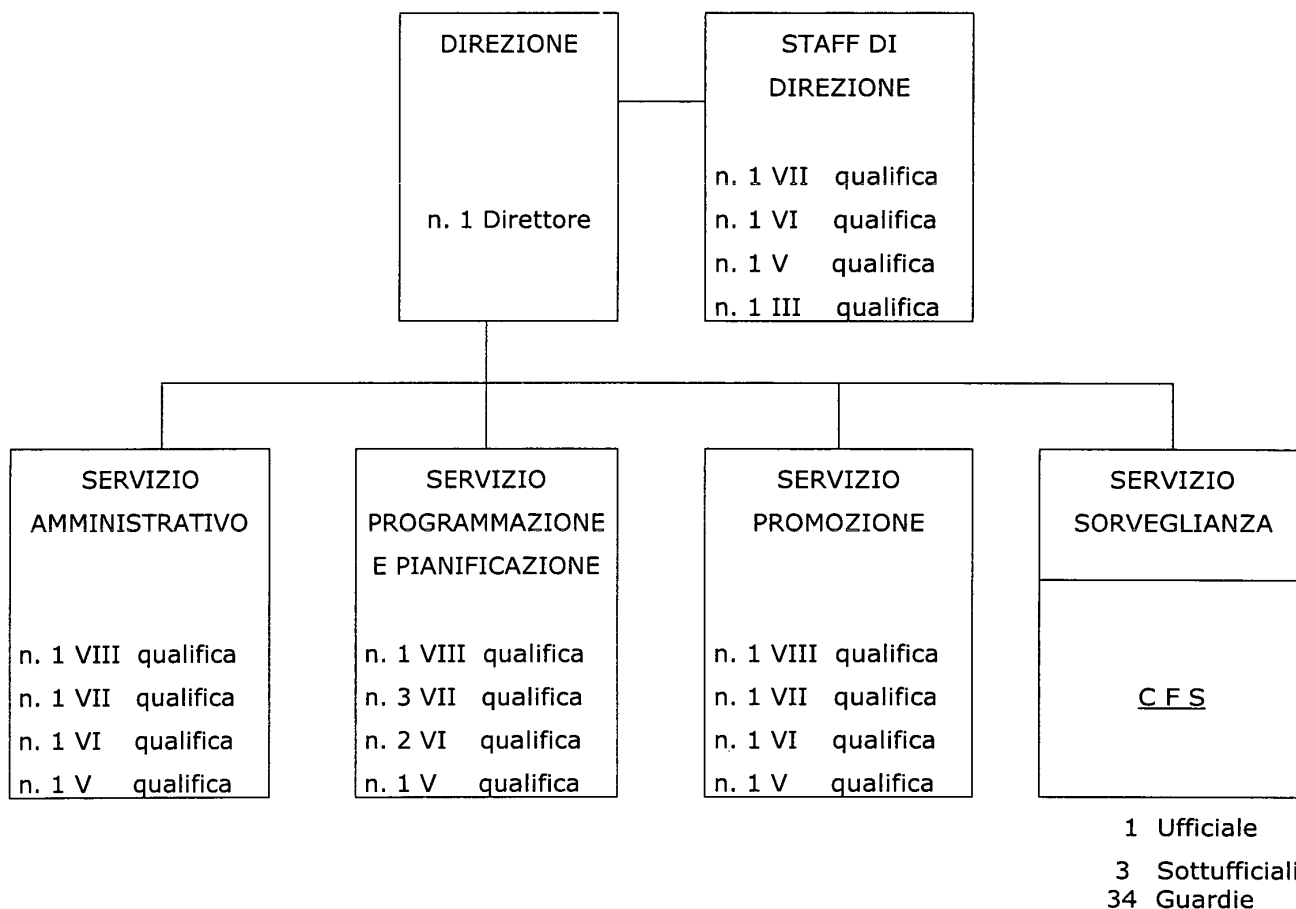 DIREZIONE
n. 1 Direttore
STAFF DI
DIREZIONE
n. 1 VII qualifica
n. 1 VI qualifica
n. 1 V qualifica
n. 1 III qualifica
SERVIZIO
AMMINISTRATIVO
n. 1 VIII qualifica
n. 1 VII qualifica
n. 1 VI qualifica
n. 1 V qualifica
SERVIZIO
PROGRAMMAZIONE
E PIANIFICAZIONE
n. 1 VIII qualifica
n. 3 VII qualifica
n. 2 VI qualifica
n. 1 V qualifica
SERVIZIO
PROMOZIONE
n. 1 VIII qualifica
n. 1 VII qualifica
n. 1 VI qualifica
n. 1 V qualifica
SERVIZIO
SORVEGLIANZA
C F S
1 Ufficiale
3 Sottufficiali
34 Guardie